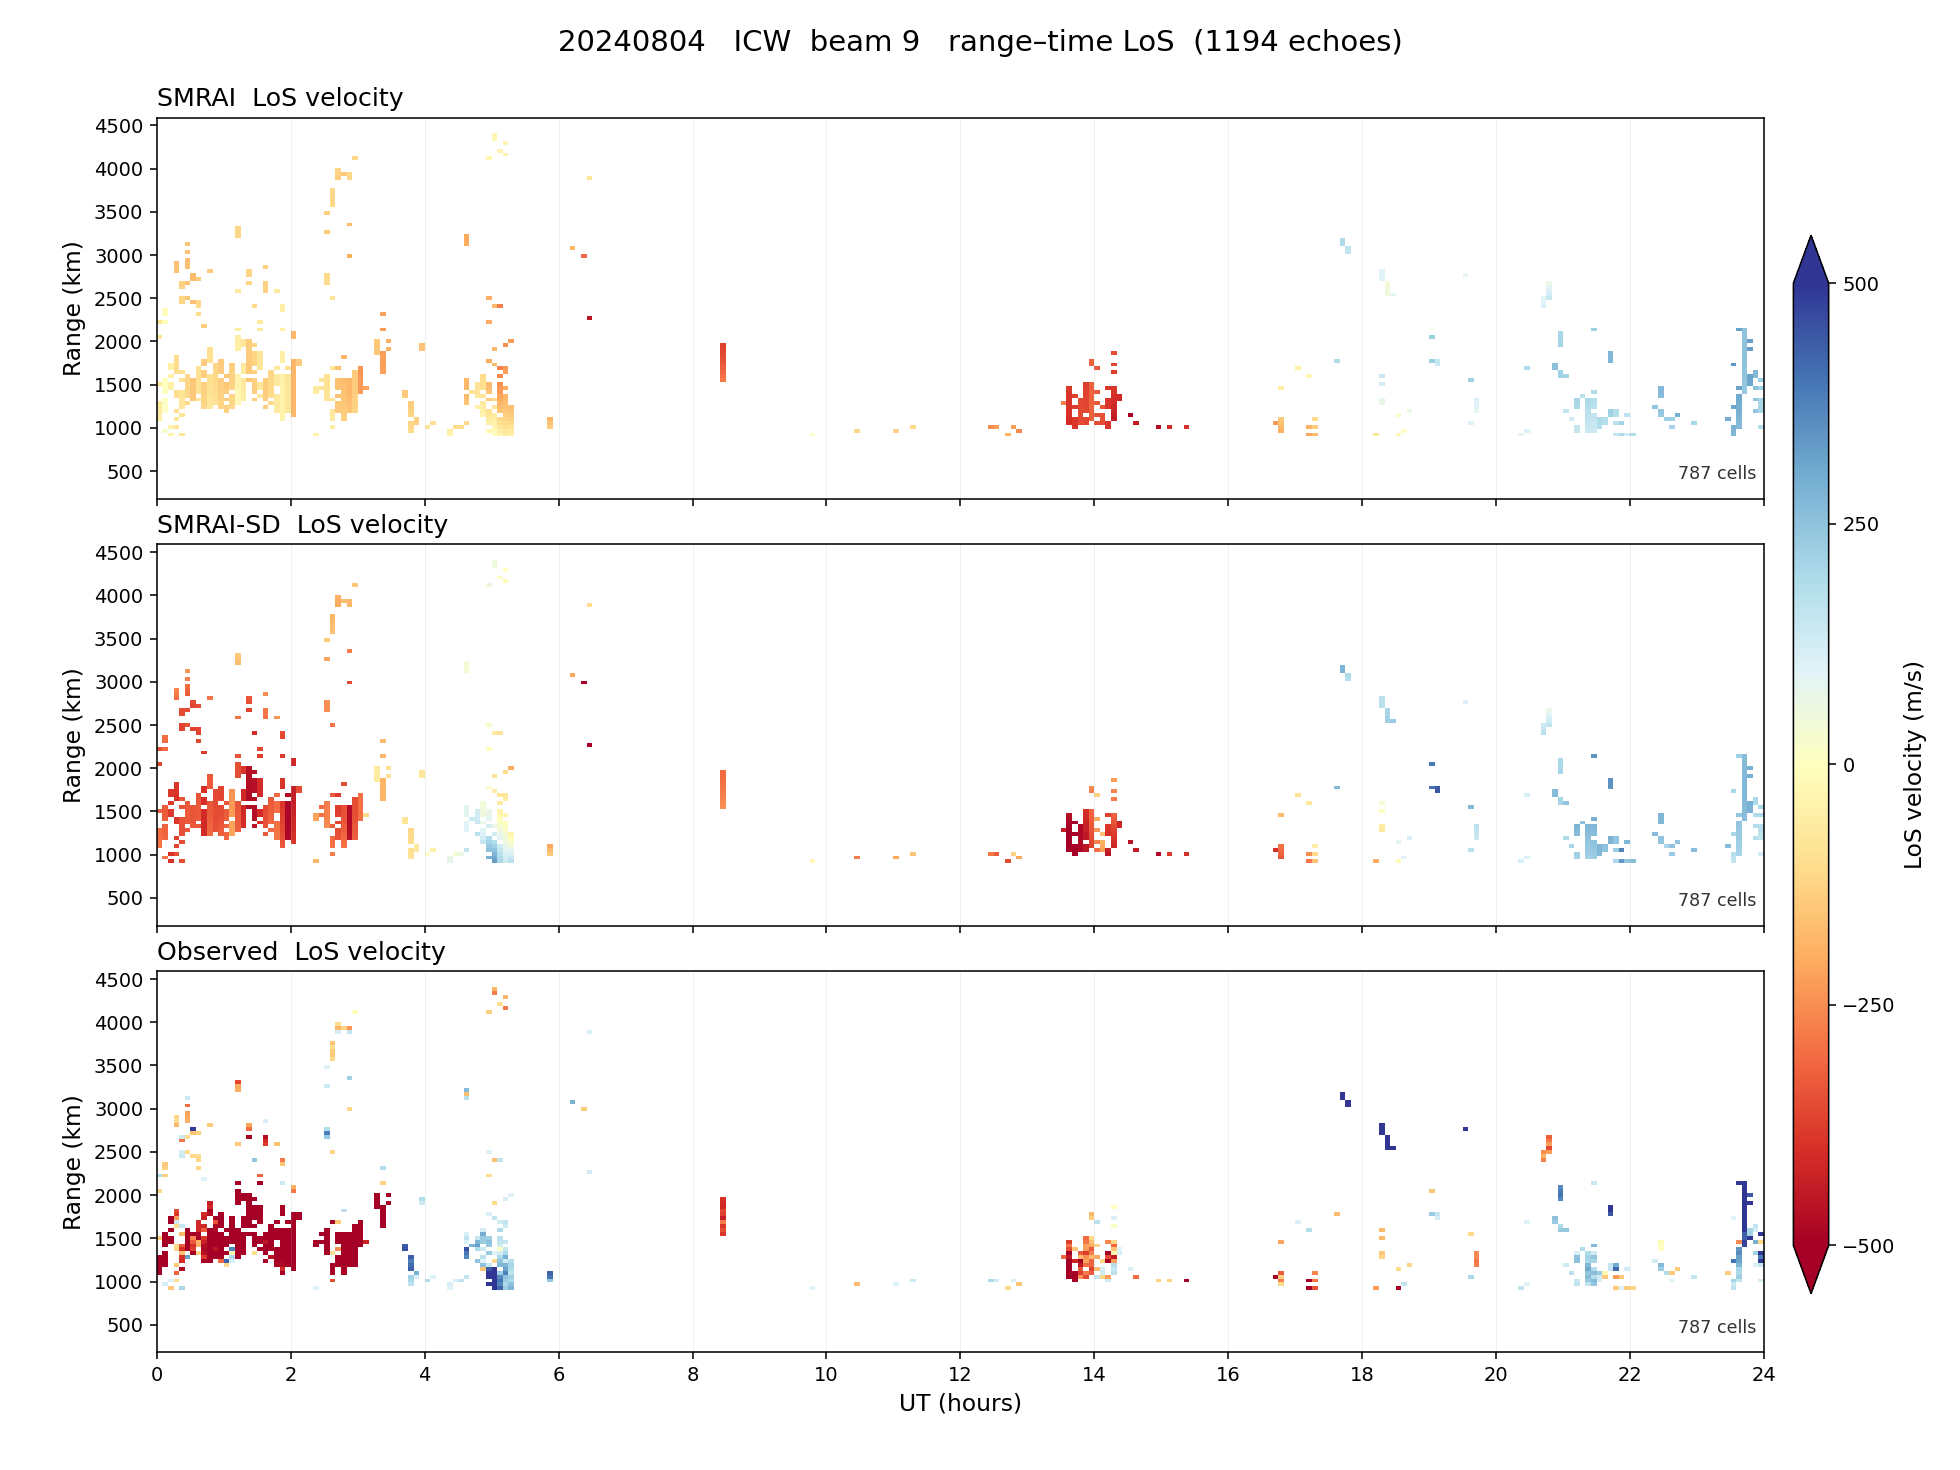 20240804   ICW  beam 9   range–time LoS  (1194 echoes)
SMRAI  LoS velocity
4500
4000
3500
3000
2500
2000
1500
1000
500
Range (km)
787 cells
SMRAI-SD  LoS velocity
4500
4000
3500
3000
2500
2000
1500
1000
500
Range (km)
787 cells
Observed  LoS velocity
4500
4000
3500
3000
2500
2000
1500
1000
500
Range (km)
787 cells
0 2 4 6 8 10 12 14 16 18 20 22 24
UT (hours)
500
250
0
−250
−500
LoS velocity (m/s)